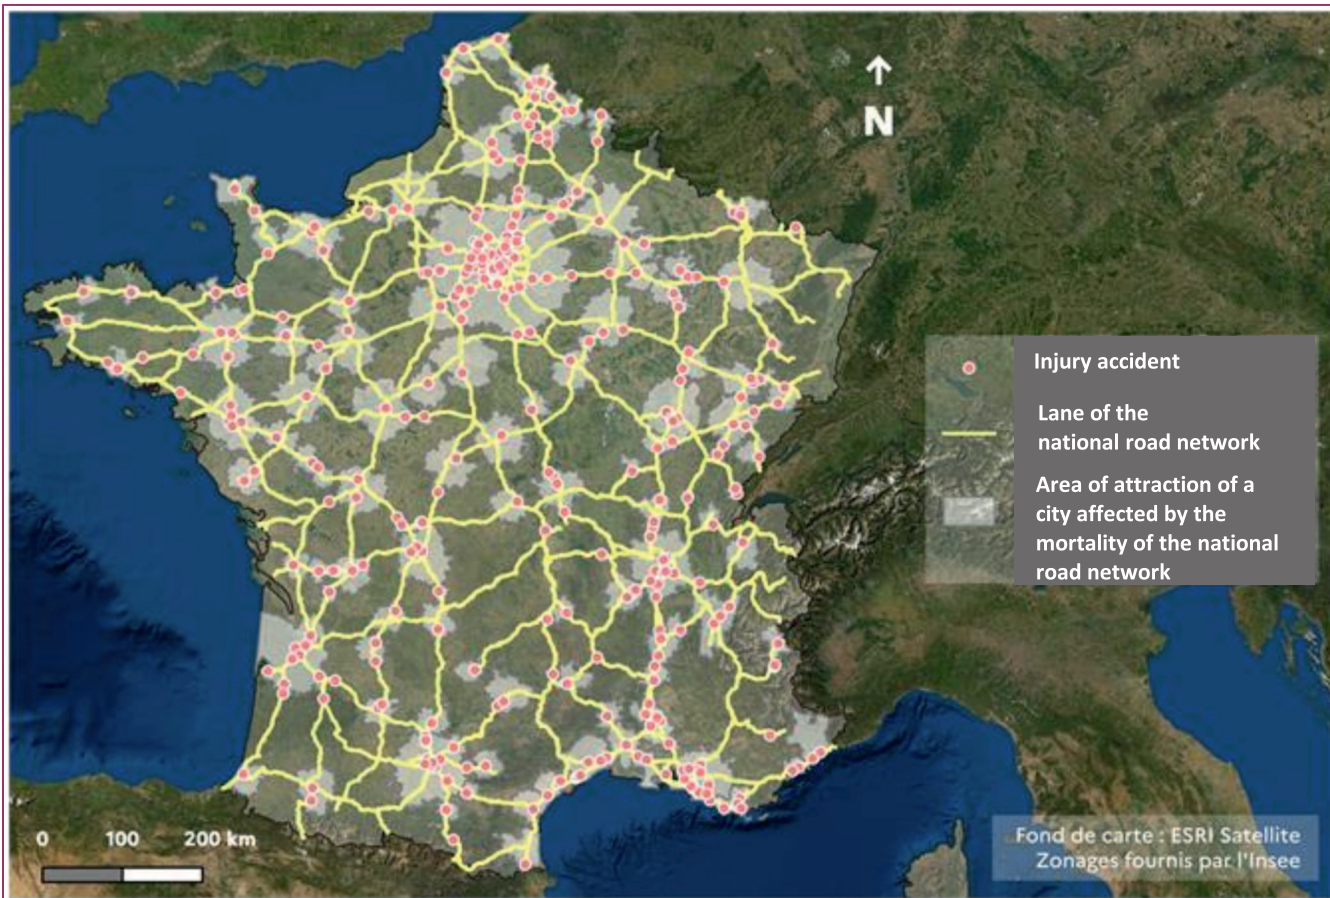 N
Injury accident
Lane of the
national road network
Area of attraction of a
city affected by the
mortality of the national
road network
0 100 200 km
Fond de carte : ESRI Satellite
Zonages fournis par l'Insee